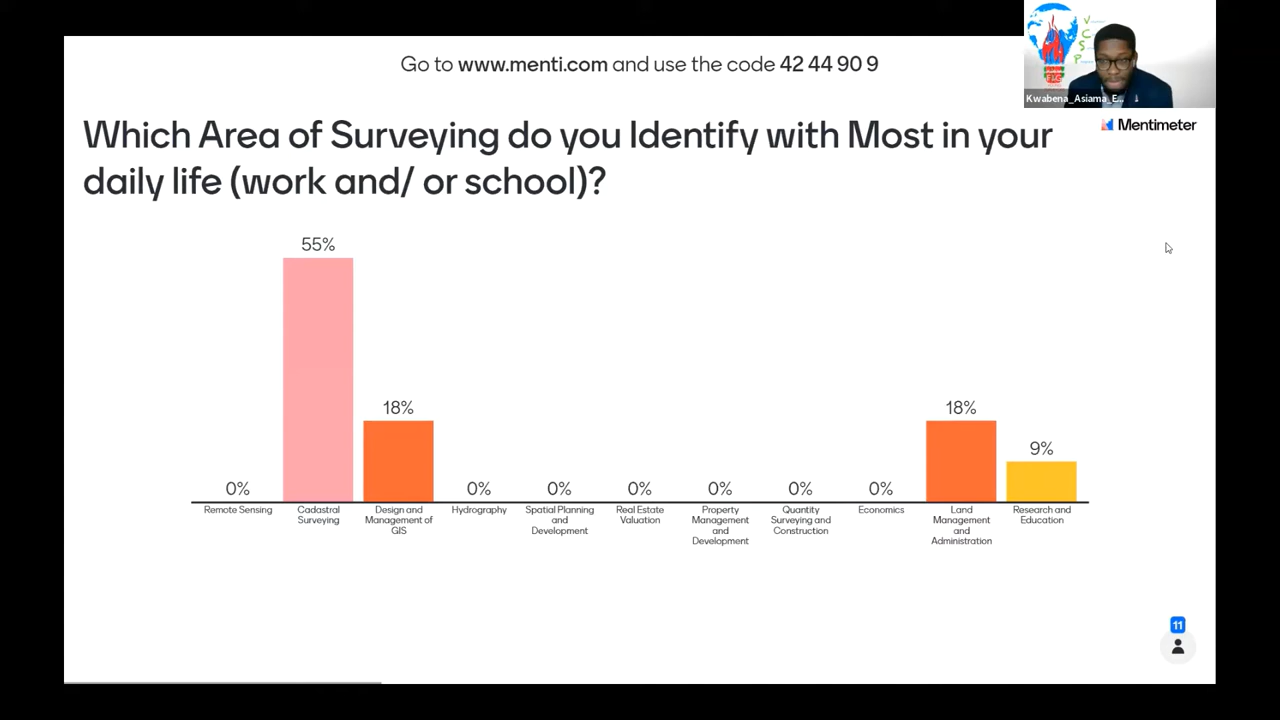 Go to www.menti.com and use the code 42 44 90 9
Kwabena_Asiama_E...
Mentimeter
Which Area of Surveying do you Identify with Most in your
daily life (work and/ or school)?
55%
18%
18%
9%
0%
0%
0%
0%
0%
0%
0%
Remote Sensing
Cadastral
Surveying
Design and
Management of
GIS
Hydrography
Spatial Planning
and
Development
Real Estate
Valuation
Property
Management
and
Development
Quantity
Surveying and
Construction
Economics
Land
Management
and
Administration
Research and
Education
11
V
C
S
P
FIG